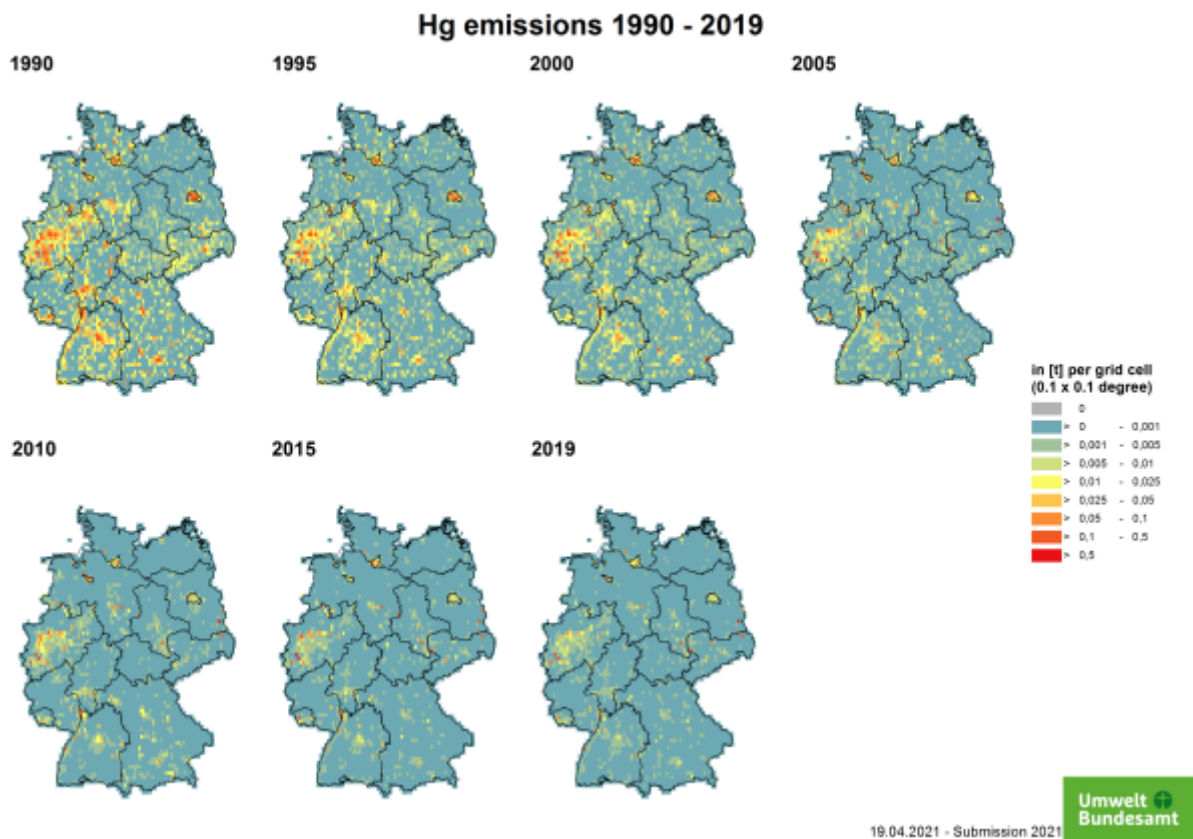 Hg emissions 1990 - 2019
1990 1995 2000 2005
in [t] per grid cell
(0.1 x 0.1 degree)
0
> 0 - 0,001
> 0,001 - 0,005
> 0,005 - 0,01
> 0,01 - 0,025
> 0,025 - 0,05
> 0,05 - 0,1
> 0,1 - 0,5
> 0,5
2010 2015 2019
Umwelt
Bundesamt
19.04.2021 - Submission 2021